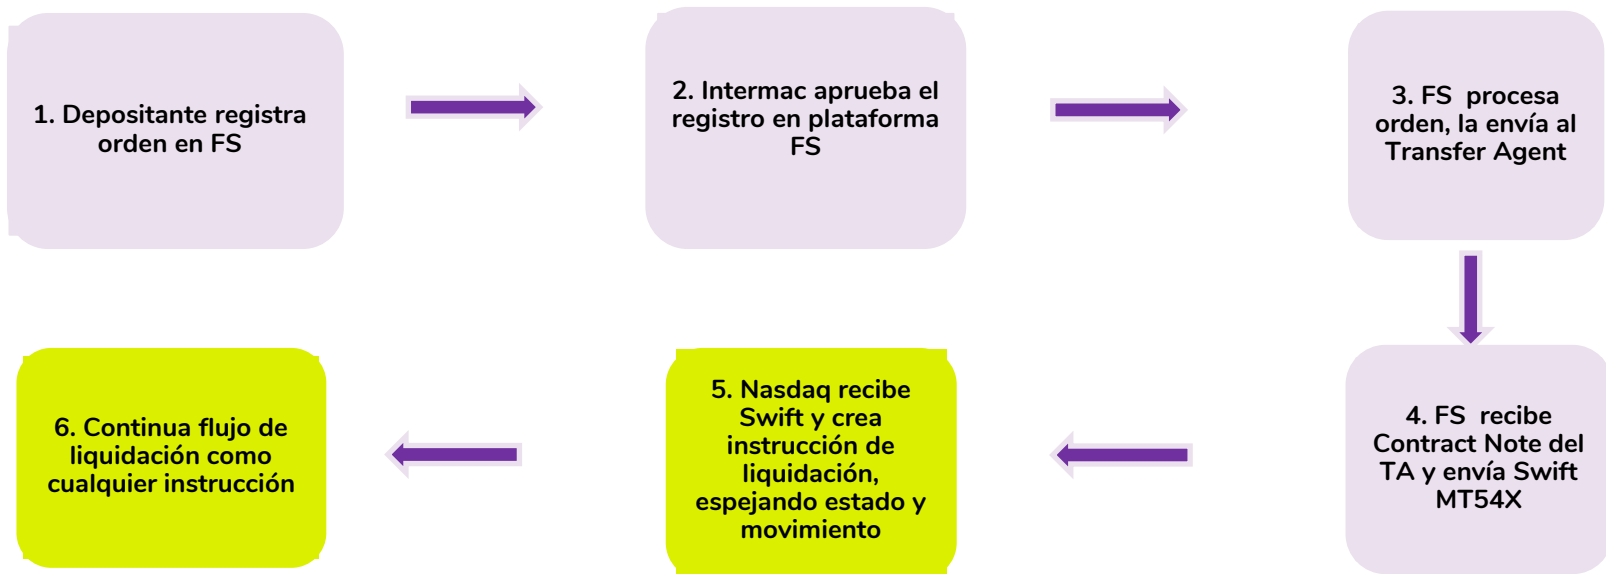 1. Depositante registra
orden en FS
2. Intermac aprueba el
registro en plataforma
FS
3. FS procesa
orden, la envía al
Transfer Agent
4. FS recibe
Contract Note del
TA y envía Swift
MT54X
5. Nasdaq recibe
Swift y crea
instrucción de
liquidación,
espejando estado y
movimiento
6. Continua flujo de
liquidación como
cualquier instrucción